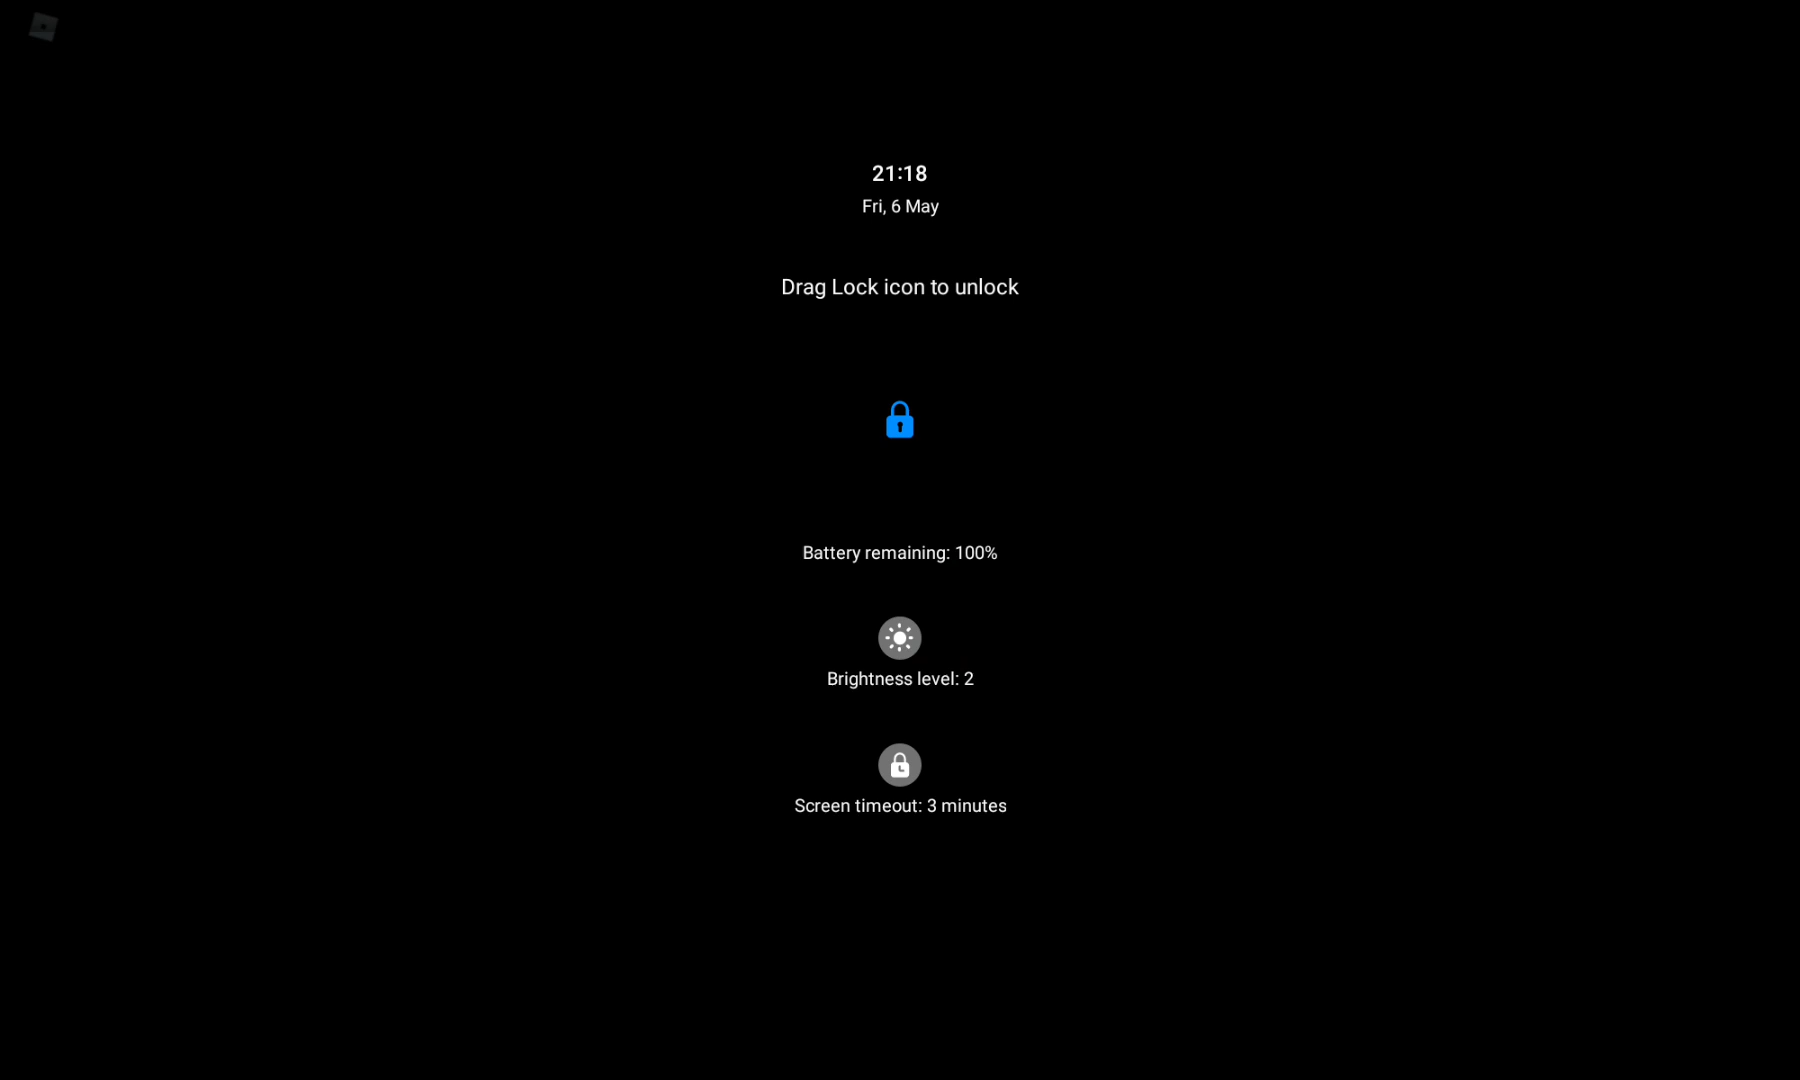 21:18
Fri, 6 May
Drag Lock icon to unlock
Battery remaining: 100%
Brightness level: 2
Screen timeout: 3 minutes